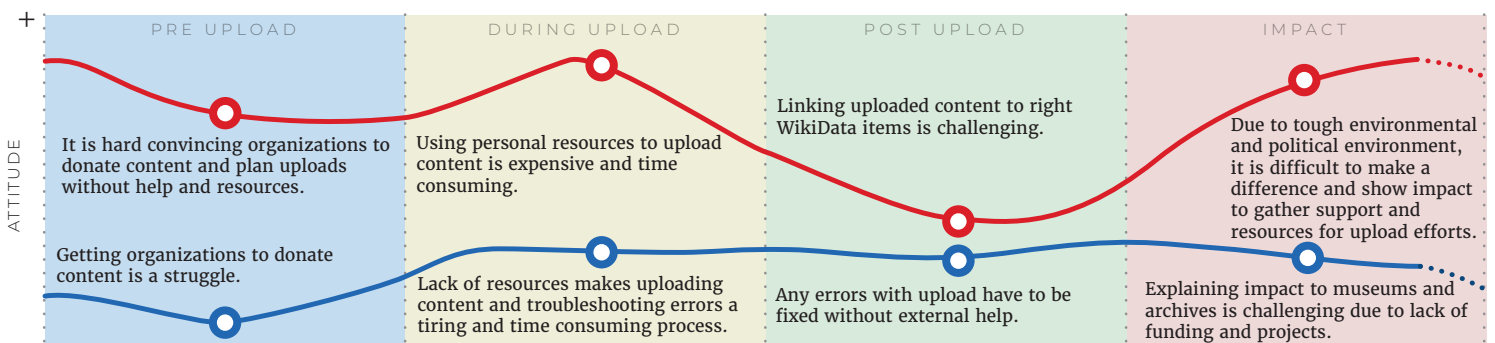 +
ATTITUDE
PRE UPLOAD
It is hard convincing organizations to
donate content and plan uploads
without help and resources.
Getting organizations to donate
content is a struggle.
DURING UPLOAD
Using personal resources to upload
content is expensive and time
consuming.
Lack of resources makes uploading
content and troubleshooting errors a
tiring and time consuming process.
POST UPLOAD
Linking uploaded content to right
WikiData items is challenging.
Any errors with upload have to be
fixed without external help.
IMPACT
Due to tough environmental
and political environment,
it is difficult to make a
difference and show impact
to gather support and
resources for upload efforts.
Explaining impact to museums and
archives is challenging due to lack of
funding and projects.